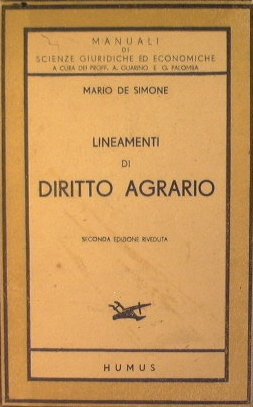 MANUALI
DI
SCIENZE GIURIDICHE ED ECONOMICHE
A CURA DEI PROFF. A. GUARINO E G. PALOMBA
MARIO DE SIMONE
LINEAMENTI
DI
DIRITTO AGRARIO
SECONDA EDIZIONE RIVEDUTA
HUMUS